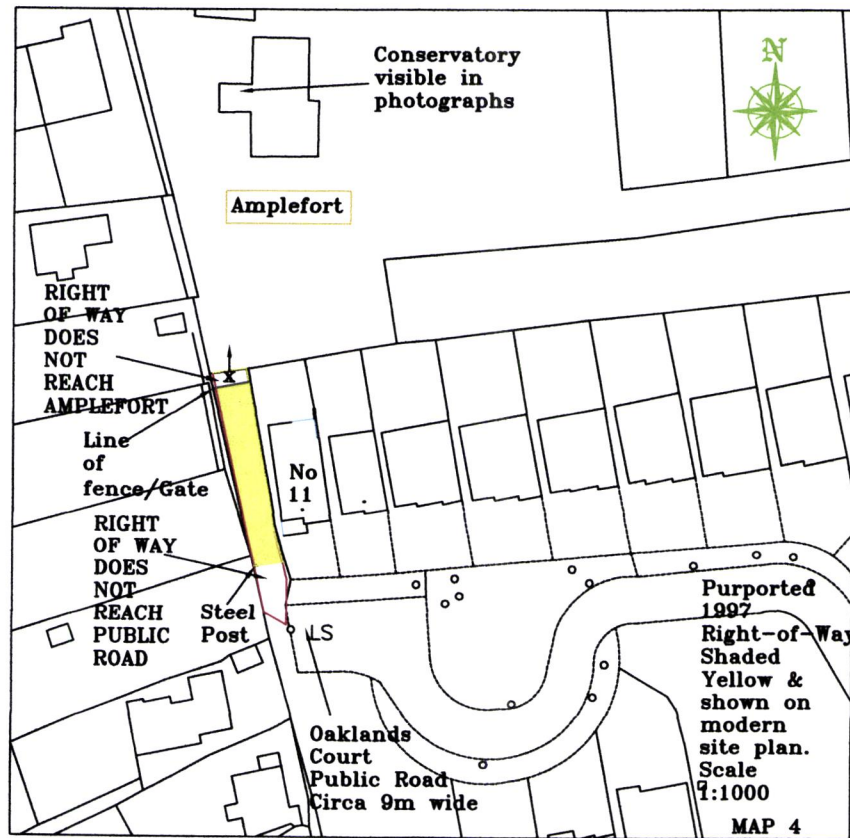 Conservatory
visible in
photographs
N
Amplefort
RIGHT
OF WAY
DOES
NOT
REACH
AMPLEFORT
X
Line
of
fence/Gate
No
11
RIGHT
OF WAY
DOES
NOT
REACH
PUBLIC
ROAD
Steel
Post
LS
Oaklands
Court
Public Road
Circa 9m wide
Purported
1997
Right-of-Way
Shaded
Yellow &
shown on
modern
site plan.
Scale
1:1000
MAP 4